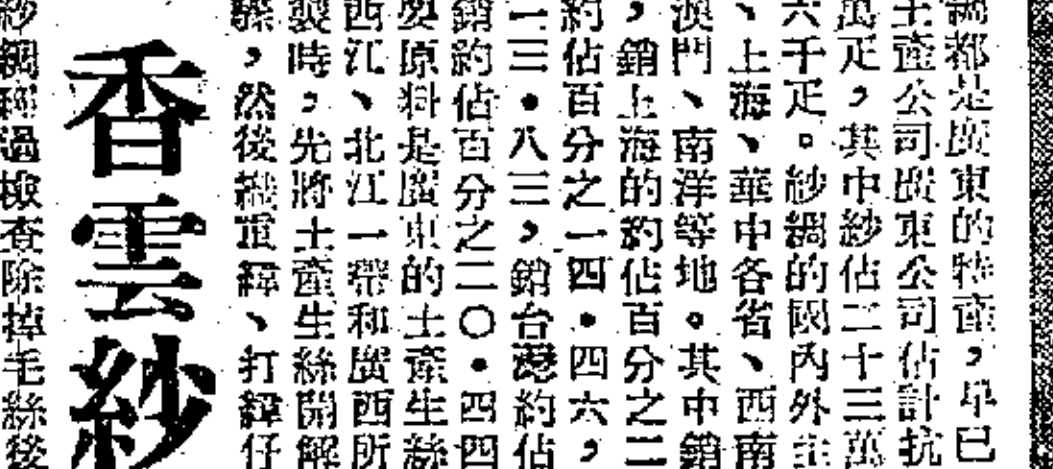 綢都是廣東的特產，早已
土產公司廣東公司估計抗
萬疋，其中紗佔二十三萬
六千疋。紗綢的國內外主
、上海、華中各省、西南
澳門、南洋等地。其中銷
，銷上海的約佔百分之二
約佔百分之一四．四六，
一三．八三，銷台灣約佔
銷約佔百分之二〇．四四
要原料是廣東的土產生絲
西江、北江一帶和廣西所
製時，先將土產生絲開解
，然後織重繹、打繹仔
香雲紗
紗綢經過檢查除掉毛絲後